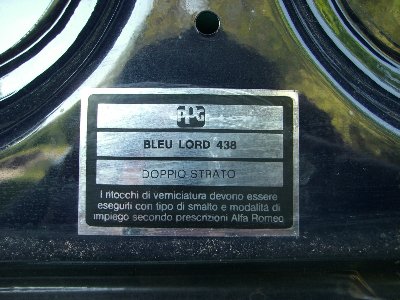 PPG
BLEU LORD 438
DOPPIO STRATO
I ritocchi di verniciatura devono essere
eseguiti con tipo di smalto e modalità di
impiego secondo prescrizioni Alfa Romeo